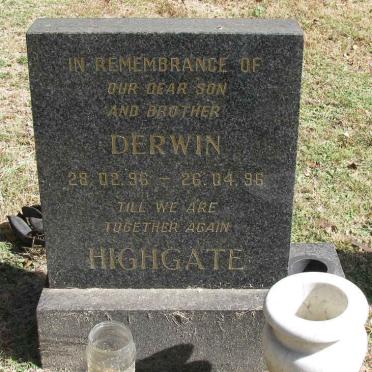 IN REMEMBRANCE OF
OUR DEAR SON
AND BROTHER
DERWIN
28.02.96 - 26.04.96
TILL WE ARE
TOGETHER AGAIN
HIGHGATE